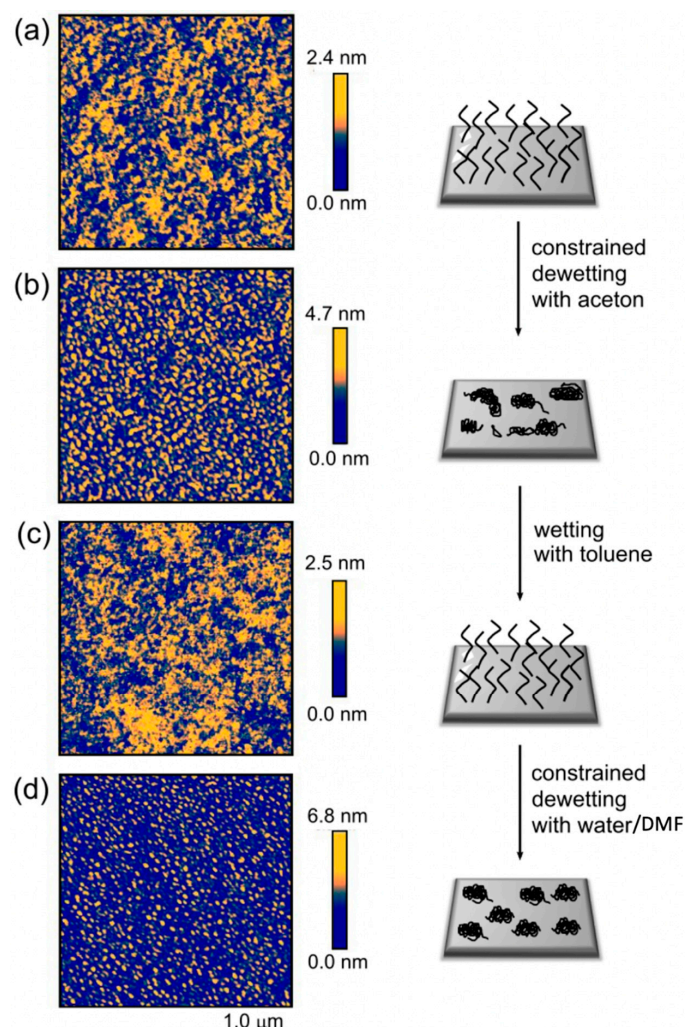 (a)
2.4 nm
0.0 nm
constrained
dewetting
with aceton
(b)
4.7 nm
0.0 nm
wetting
with toluene
(c)
2.5 nm
0.0 nm
constrained
dewetting
with water/DMF
(d)
6.8 nm
0.0 nm
1.0 µm